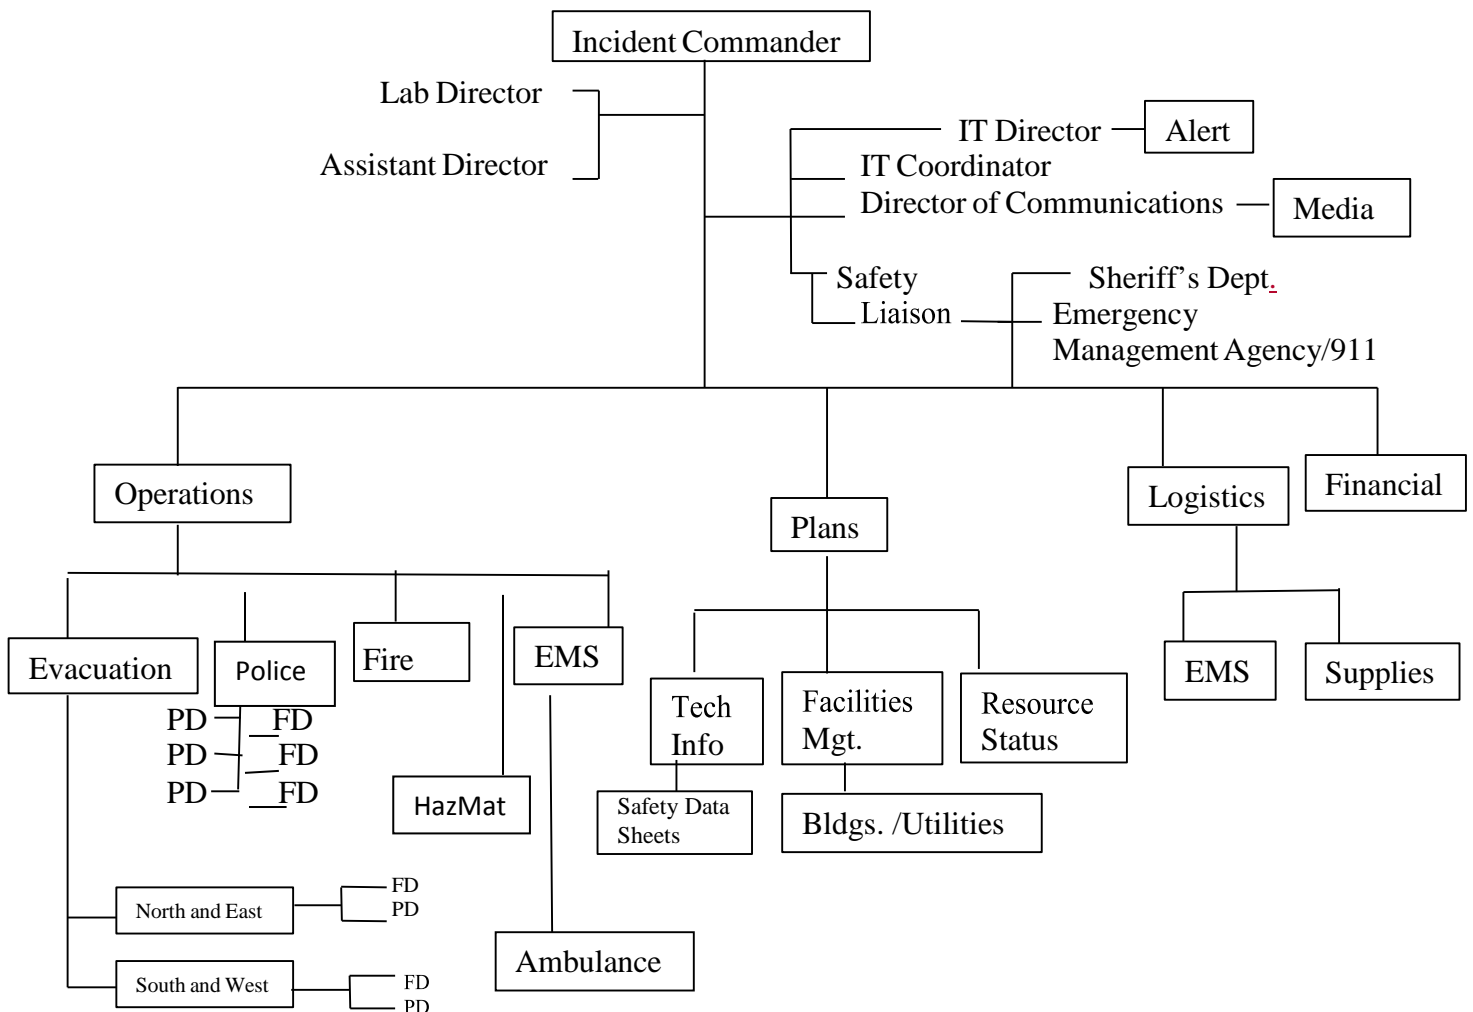 Incident Commander
Lab Director
IT Director
Alert
Assistant Director
IT Coordinator
Director of Communications
Media
Safety
Sheriff's Dept.
Liaison
Emergency
Management Agency/911
Operations
Plans
Logistics
Financial
Evacuation
Police
Fire
EMS
EMS
Supplies
PD
FD
PD
FD
PD
FD
HazMat
Tech
Info
Facilities
Mgt.
Resource
Status
Safety Data
Sheets
Bldgs. /Utilities
North and East
FD
PD
Ambulance
South and West
FD
PD